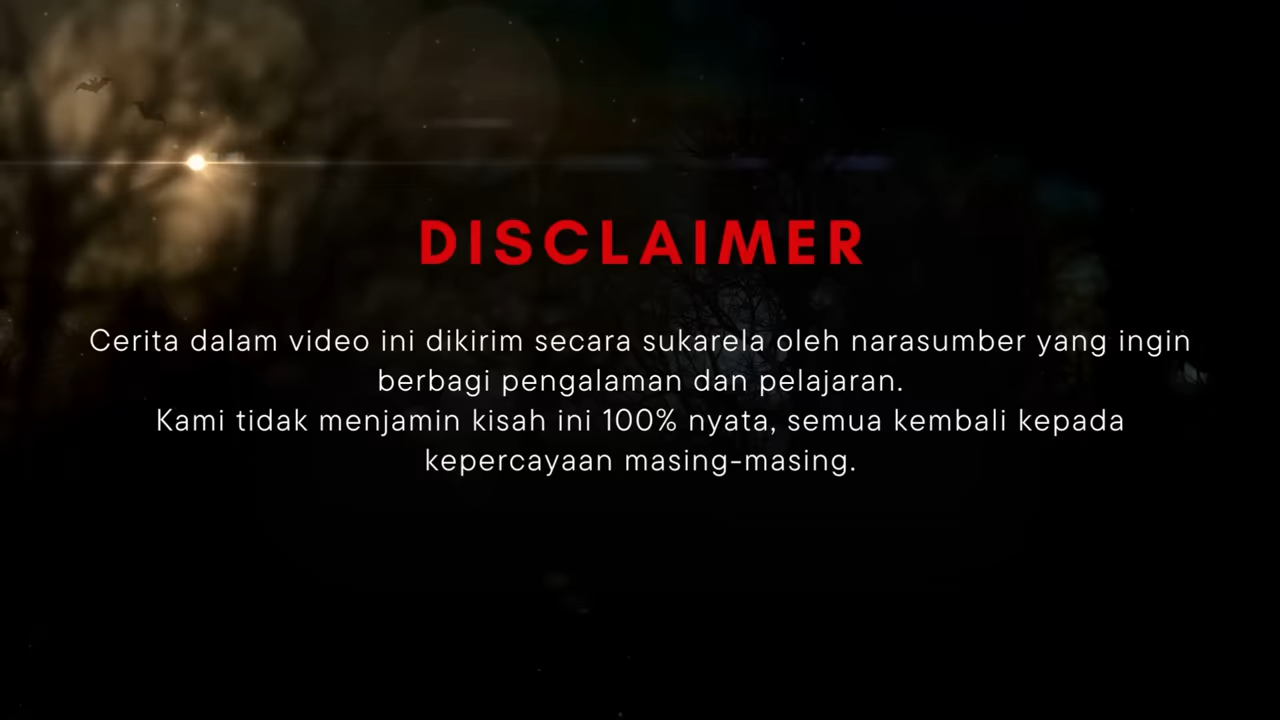 DISCLAIMER
Cerita dalam video ini dikirim secara sukarela oleh narasumber yang ingin
berbagi pengalaman dan pelajaran.
Kami tidak menjamin kisah ini 100% nyata, semua kembali kepada
kepercayaan masing-masing.